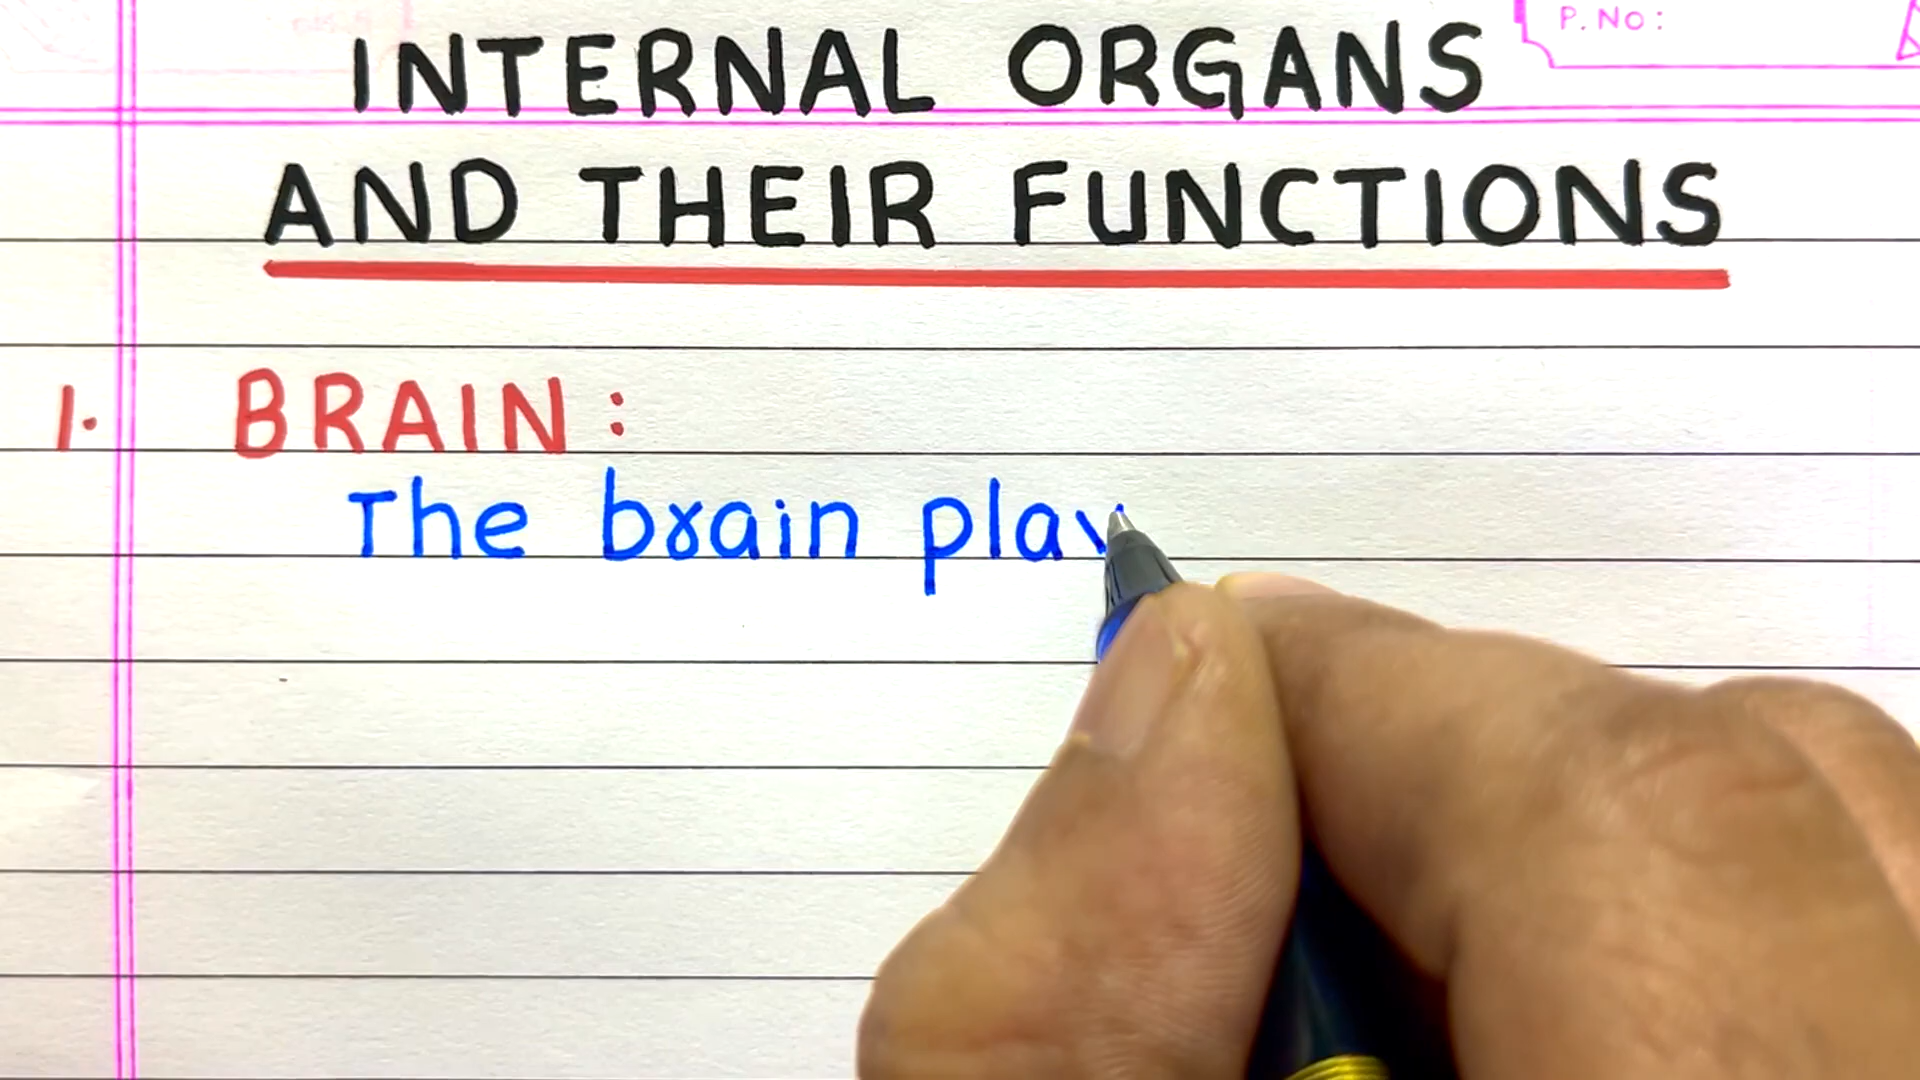 P. No:
INTERNAL ORGANS
AND THEIR FUNCTIONS
1. BRAIN:
The brain play